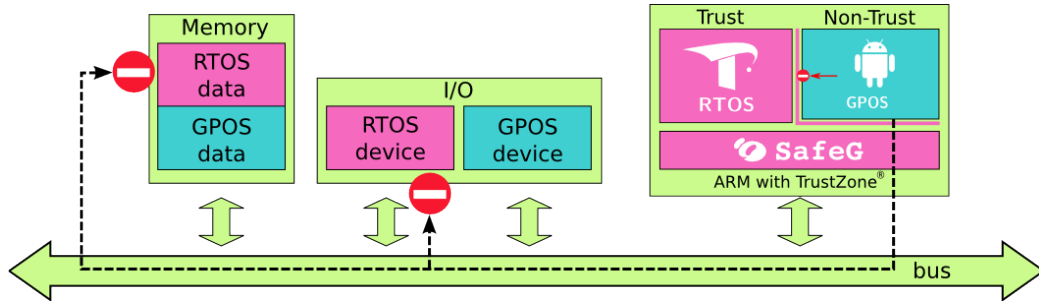 Memory
RTOS
data
GPOS
data
I/O
RTOS
device
GPOS
device
Trust
Non-Trust
RTOS
GPOS
SafeG
ARM with TrustZone®
bus